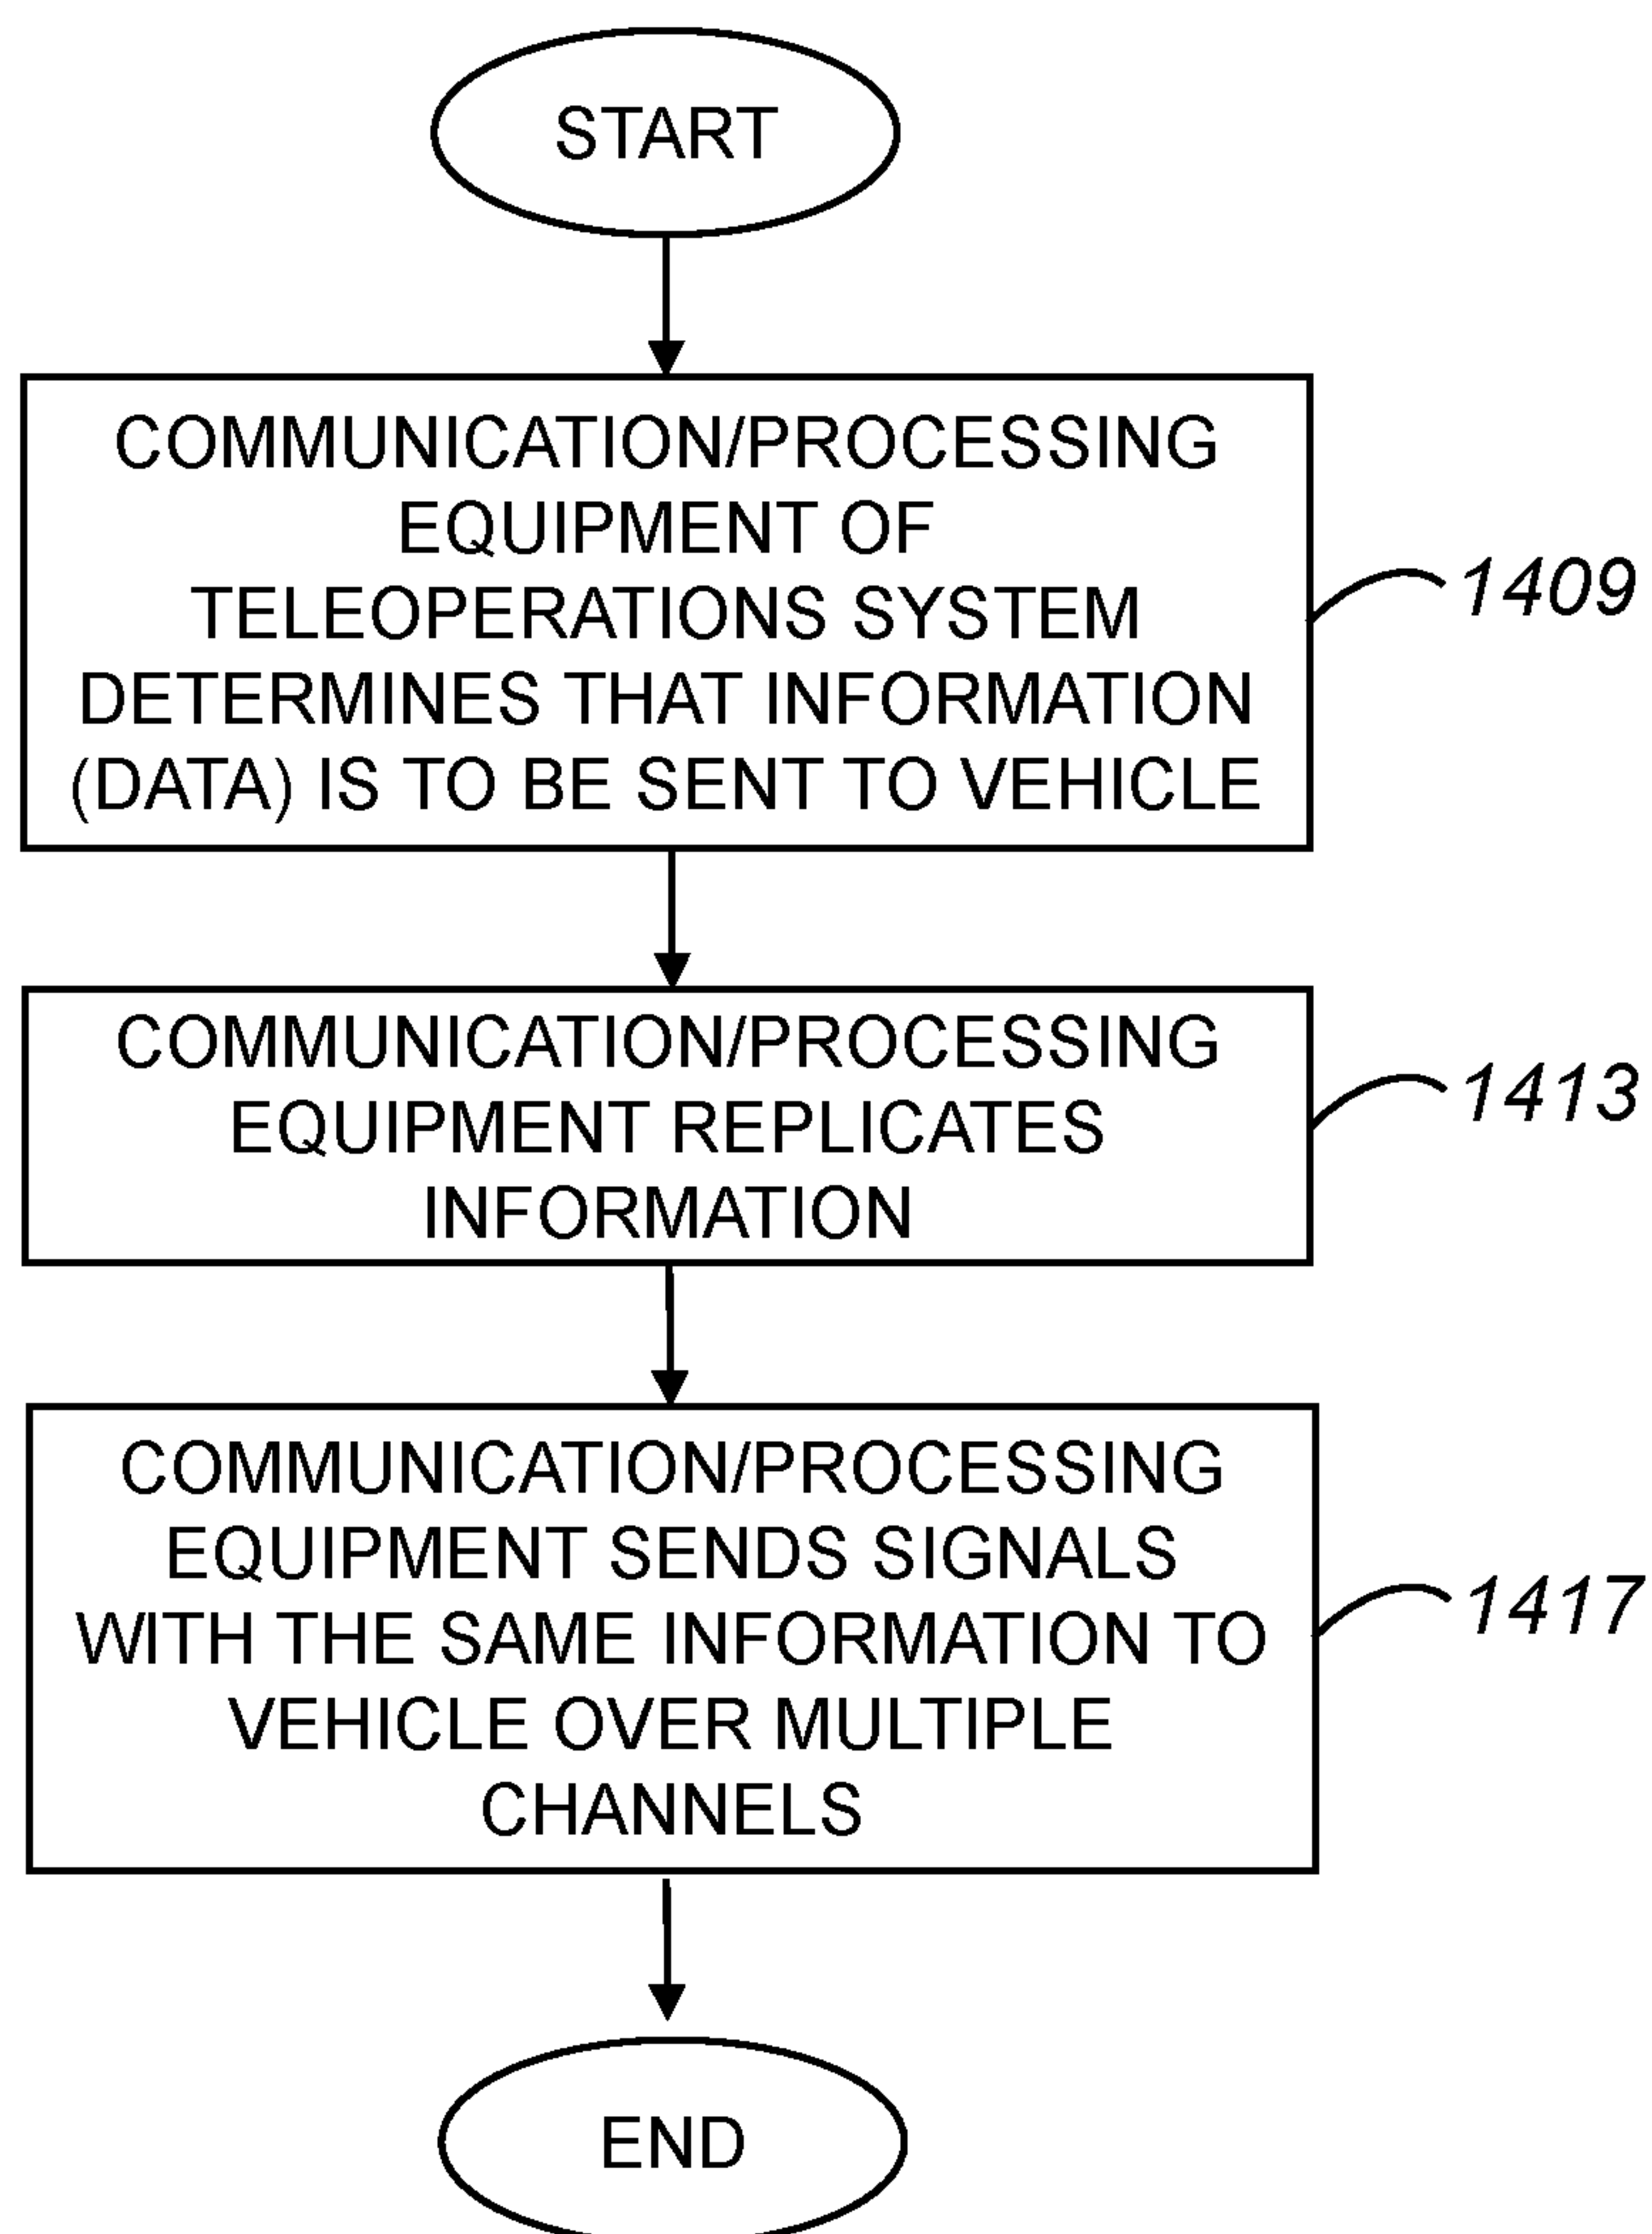 START
COMMUNICATION/PROCESSING
EQUIPMENT OF
TELEOPERATIONS SYSTEM
DETERMINES THAT INFORMATION
(DATA) IS TO BE SENT TO VEHICLE
1409
COMMUNICATION/PROCESSING
EQUIPMENT REPLICATES
INFORMATION
1413
COMMUNICATION/PROCESSING
EQUIPMENT SENDS SIGNALS
WITH THE SAME INFORMATION TO
VEHICLE OVER MULTIPLE
CHANNELS
1417
END